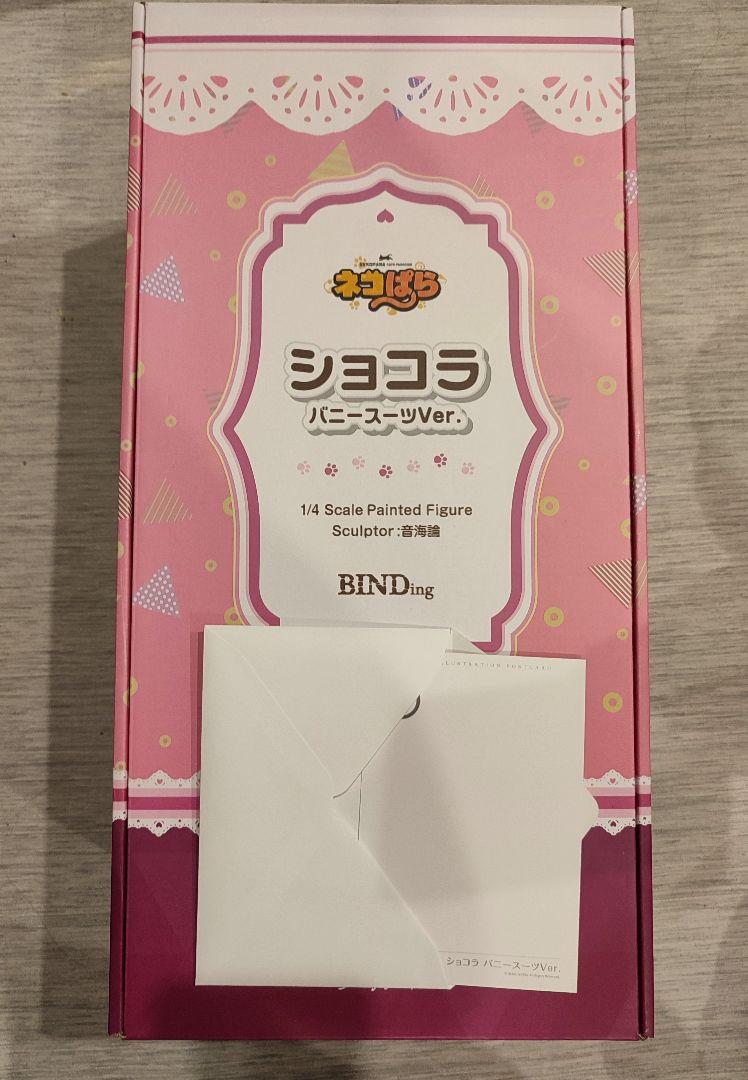 ネコぱら
ショコラ
バニースーツVer.
1/4 Scale Painted Figure
Sculptor:音海論
BINDing
ILLUSTRATION POSTCARD
ショコラ バニースーツVer.